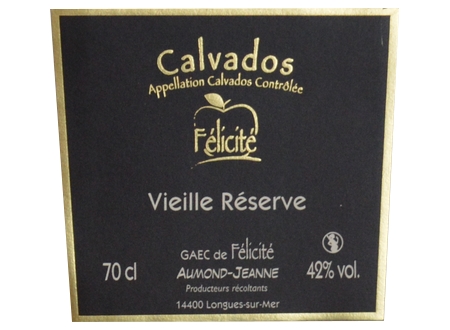 Calvados
Appellation Calvados Contrôlée
Félicité
Vieille Réserve
GAEC de Félicité
70 cl AUMOND-JEANNE 42% vol.
Producteurs récoltants
14400 Longues-sur-Mer